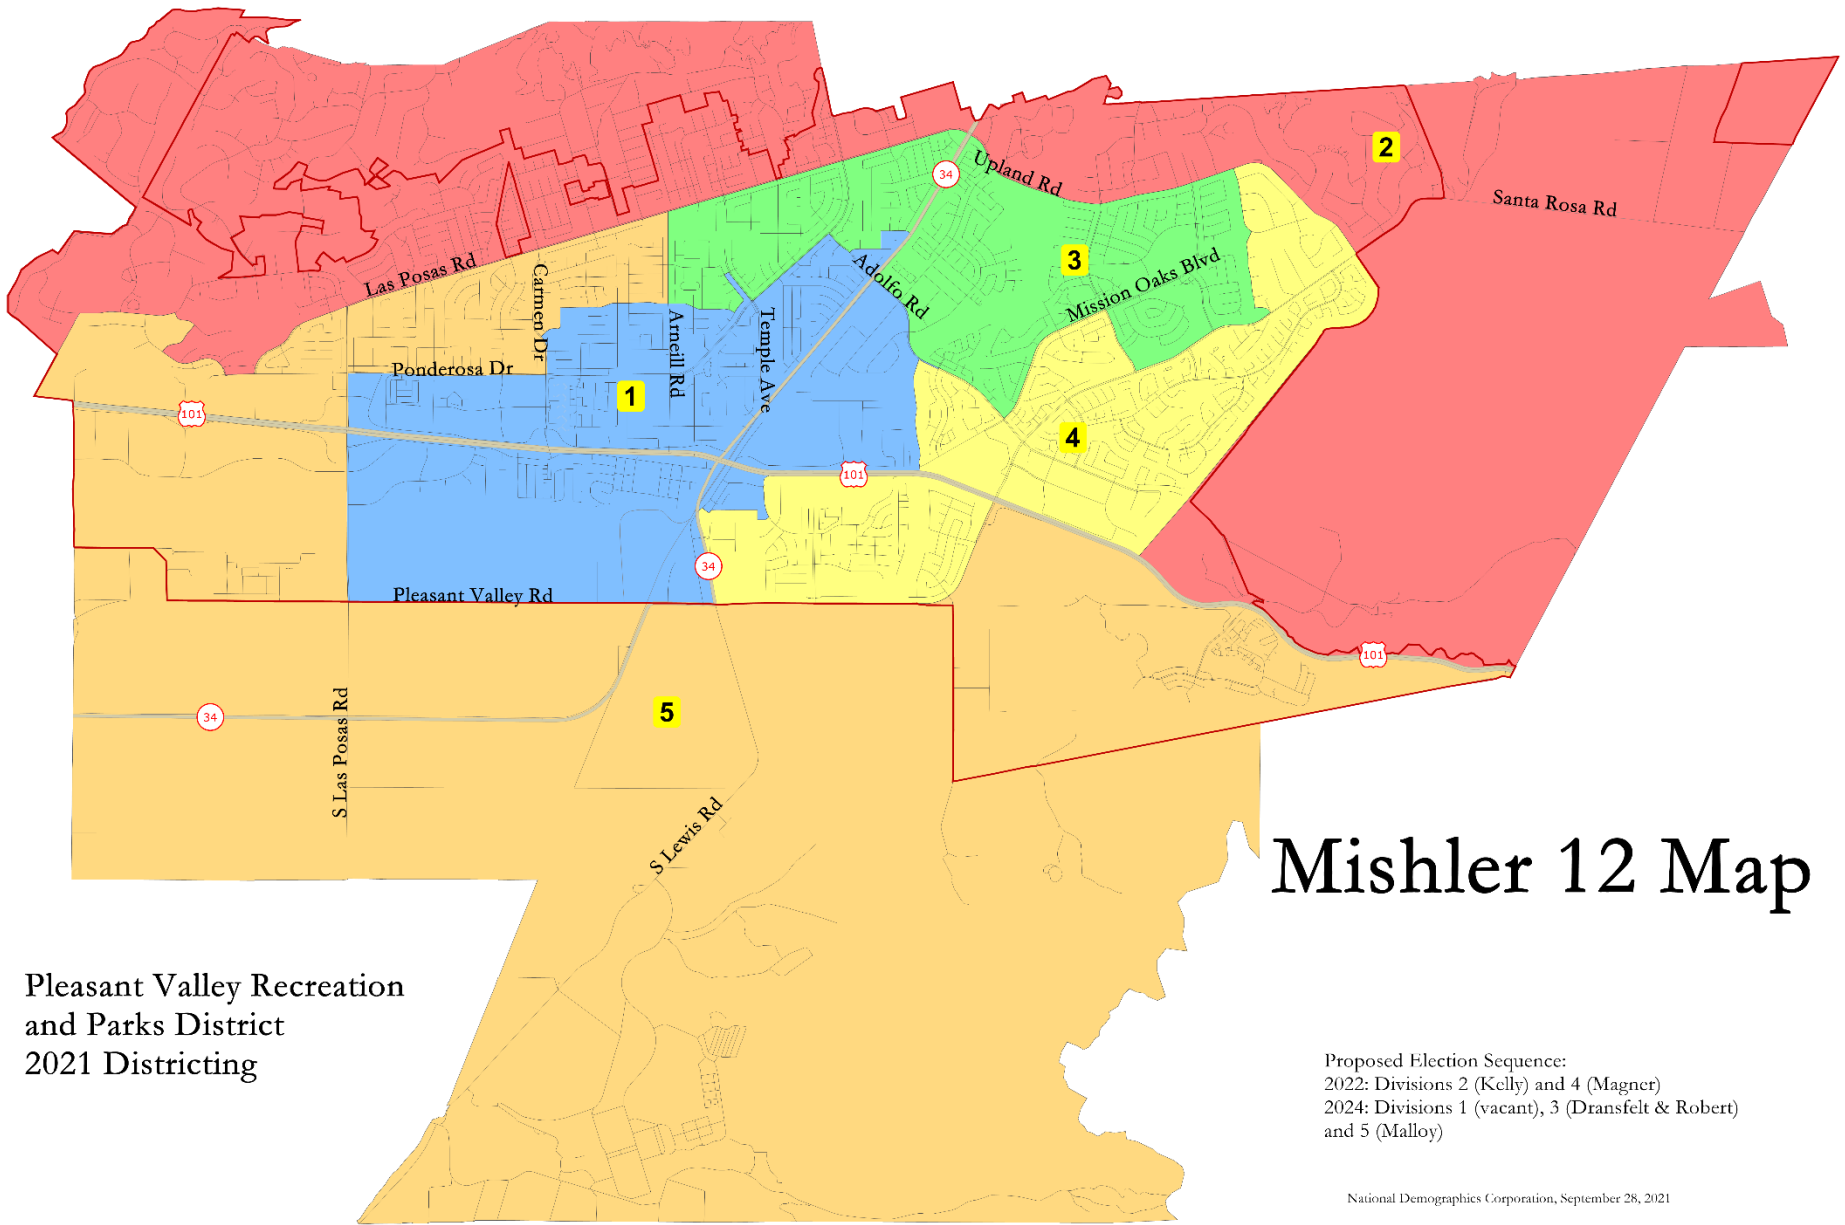 2
34
Upland Rd
Santa Rosa Rd
3
Las Posas Rd
Carmen Dr
Adolfo Rd
Mission Oaks Blvd
Arneill Rd
Temple Ave
Ponderosa Dr
1
101
4
101
34
Pleasant Valley Rd
101
5
34
S Las Posas Rd
S Lewis Rd
Mishler 12 Map
Pleasant Valley Recreation
and Parks District
2021 Districting
Proposed Election Sequence:
2022: Divisions 2 (Kelly) and 4 (Magner)
2024: Divisions 1 (vacant), 3 (Dransfelt & Robert)
and 5 (Malloy)
National Demographics Corporation, September 28, 2021